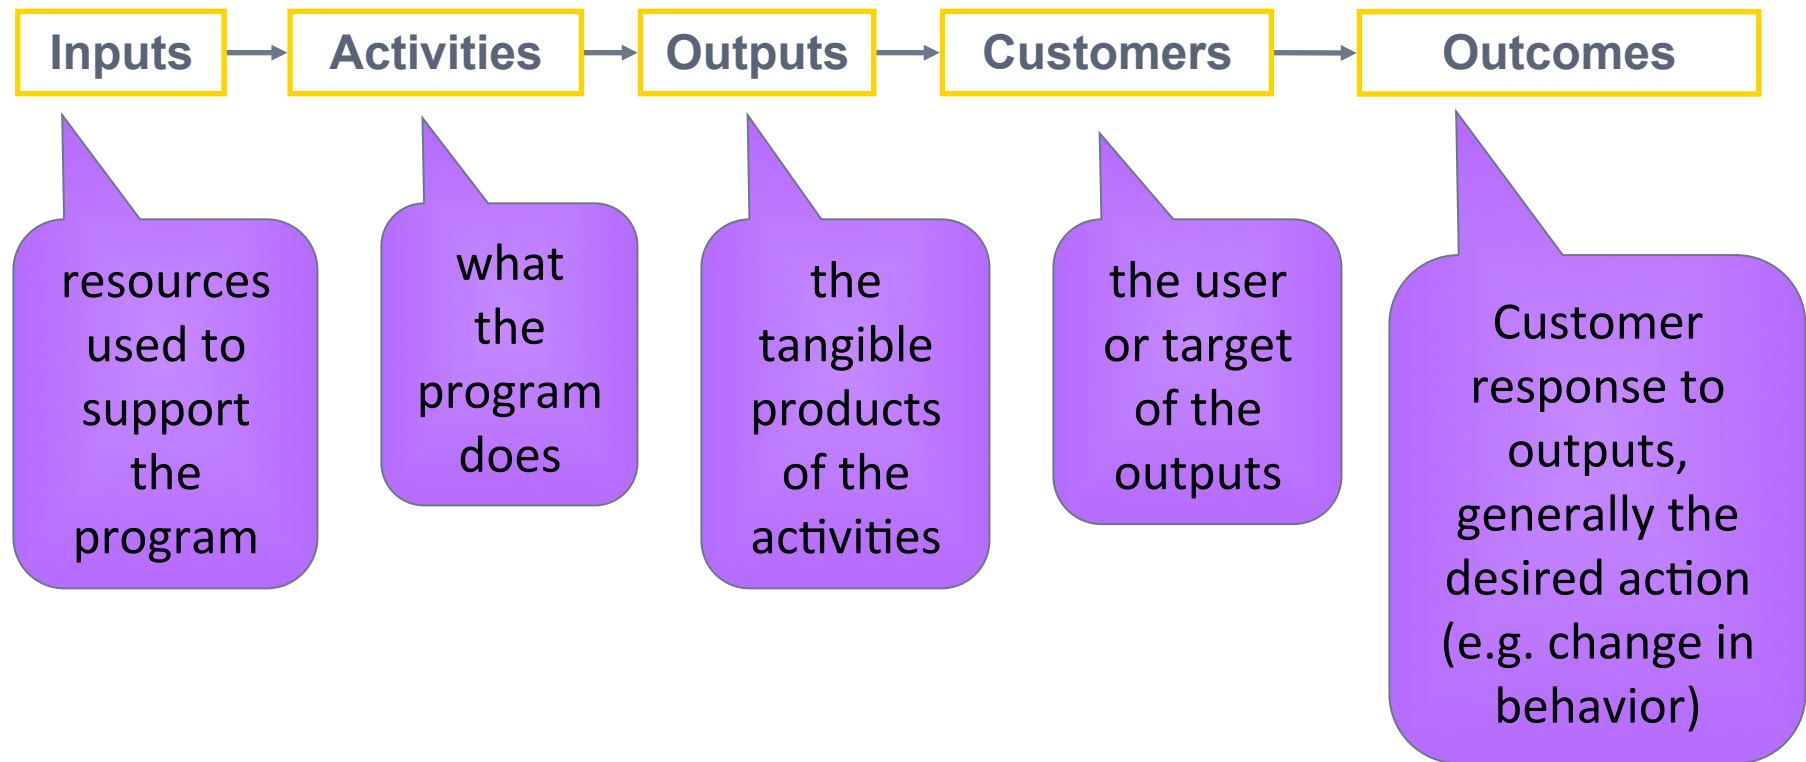 Inputs
Activities
Outputs
Customers
Outcomes
resources
used to
support
the
program
what
the
program
does
the
tangible
products
of the
activities
the user
or target
of the
outputs
Customer
response to
outputs,
generally the
desired action
(e.g. change in
behavior)